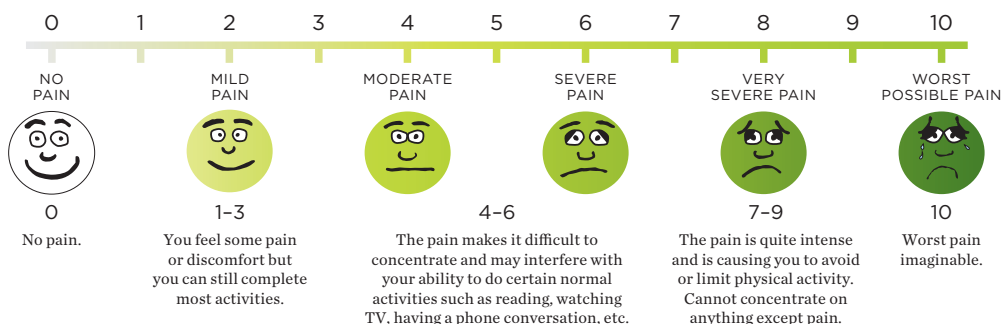 0 1 2 3 4 5 6 7 8 9 10
NO
PAIN
MILD
PAIN
MODERATE
PAIN
SEVERE
PAIN
VERY
SEVERE PAIN
WORST
POSSIBLE PAIN
0
No pain.
1–3
You feel some pain
or discomfort but
you can still complete
most activities.
4–6
The pain makes it difficult to
concentrate and may interfere with
your ability to do certain normal
activities such as reading, watching
TV, having a phone conversation, etc.
7–9
The pain is quite intense
and is causing you to avoid
or limit physical activity.
Cannot concentrate on
anything except pain.
10
Worst pain
imaginable.